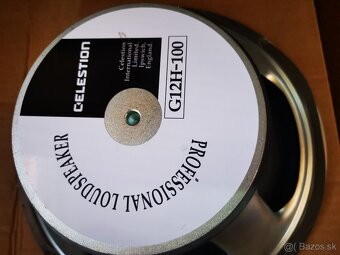 CELESTION
Celestion
International
Limited,
Ipswich,
England.
G12H-100
PROFESSIONAL LOUDSPEAKER
Bazos.sk